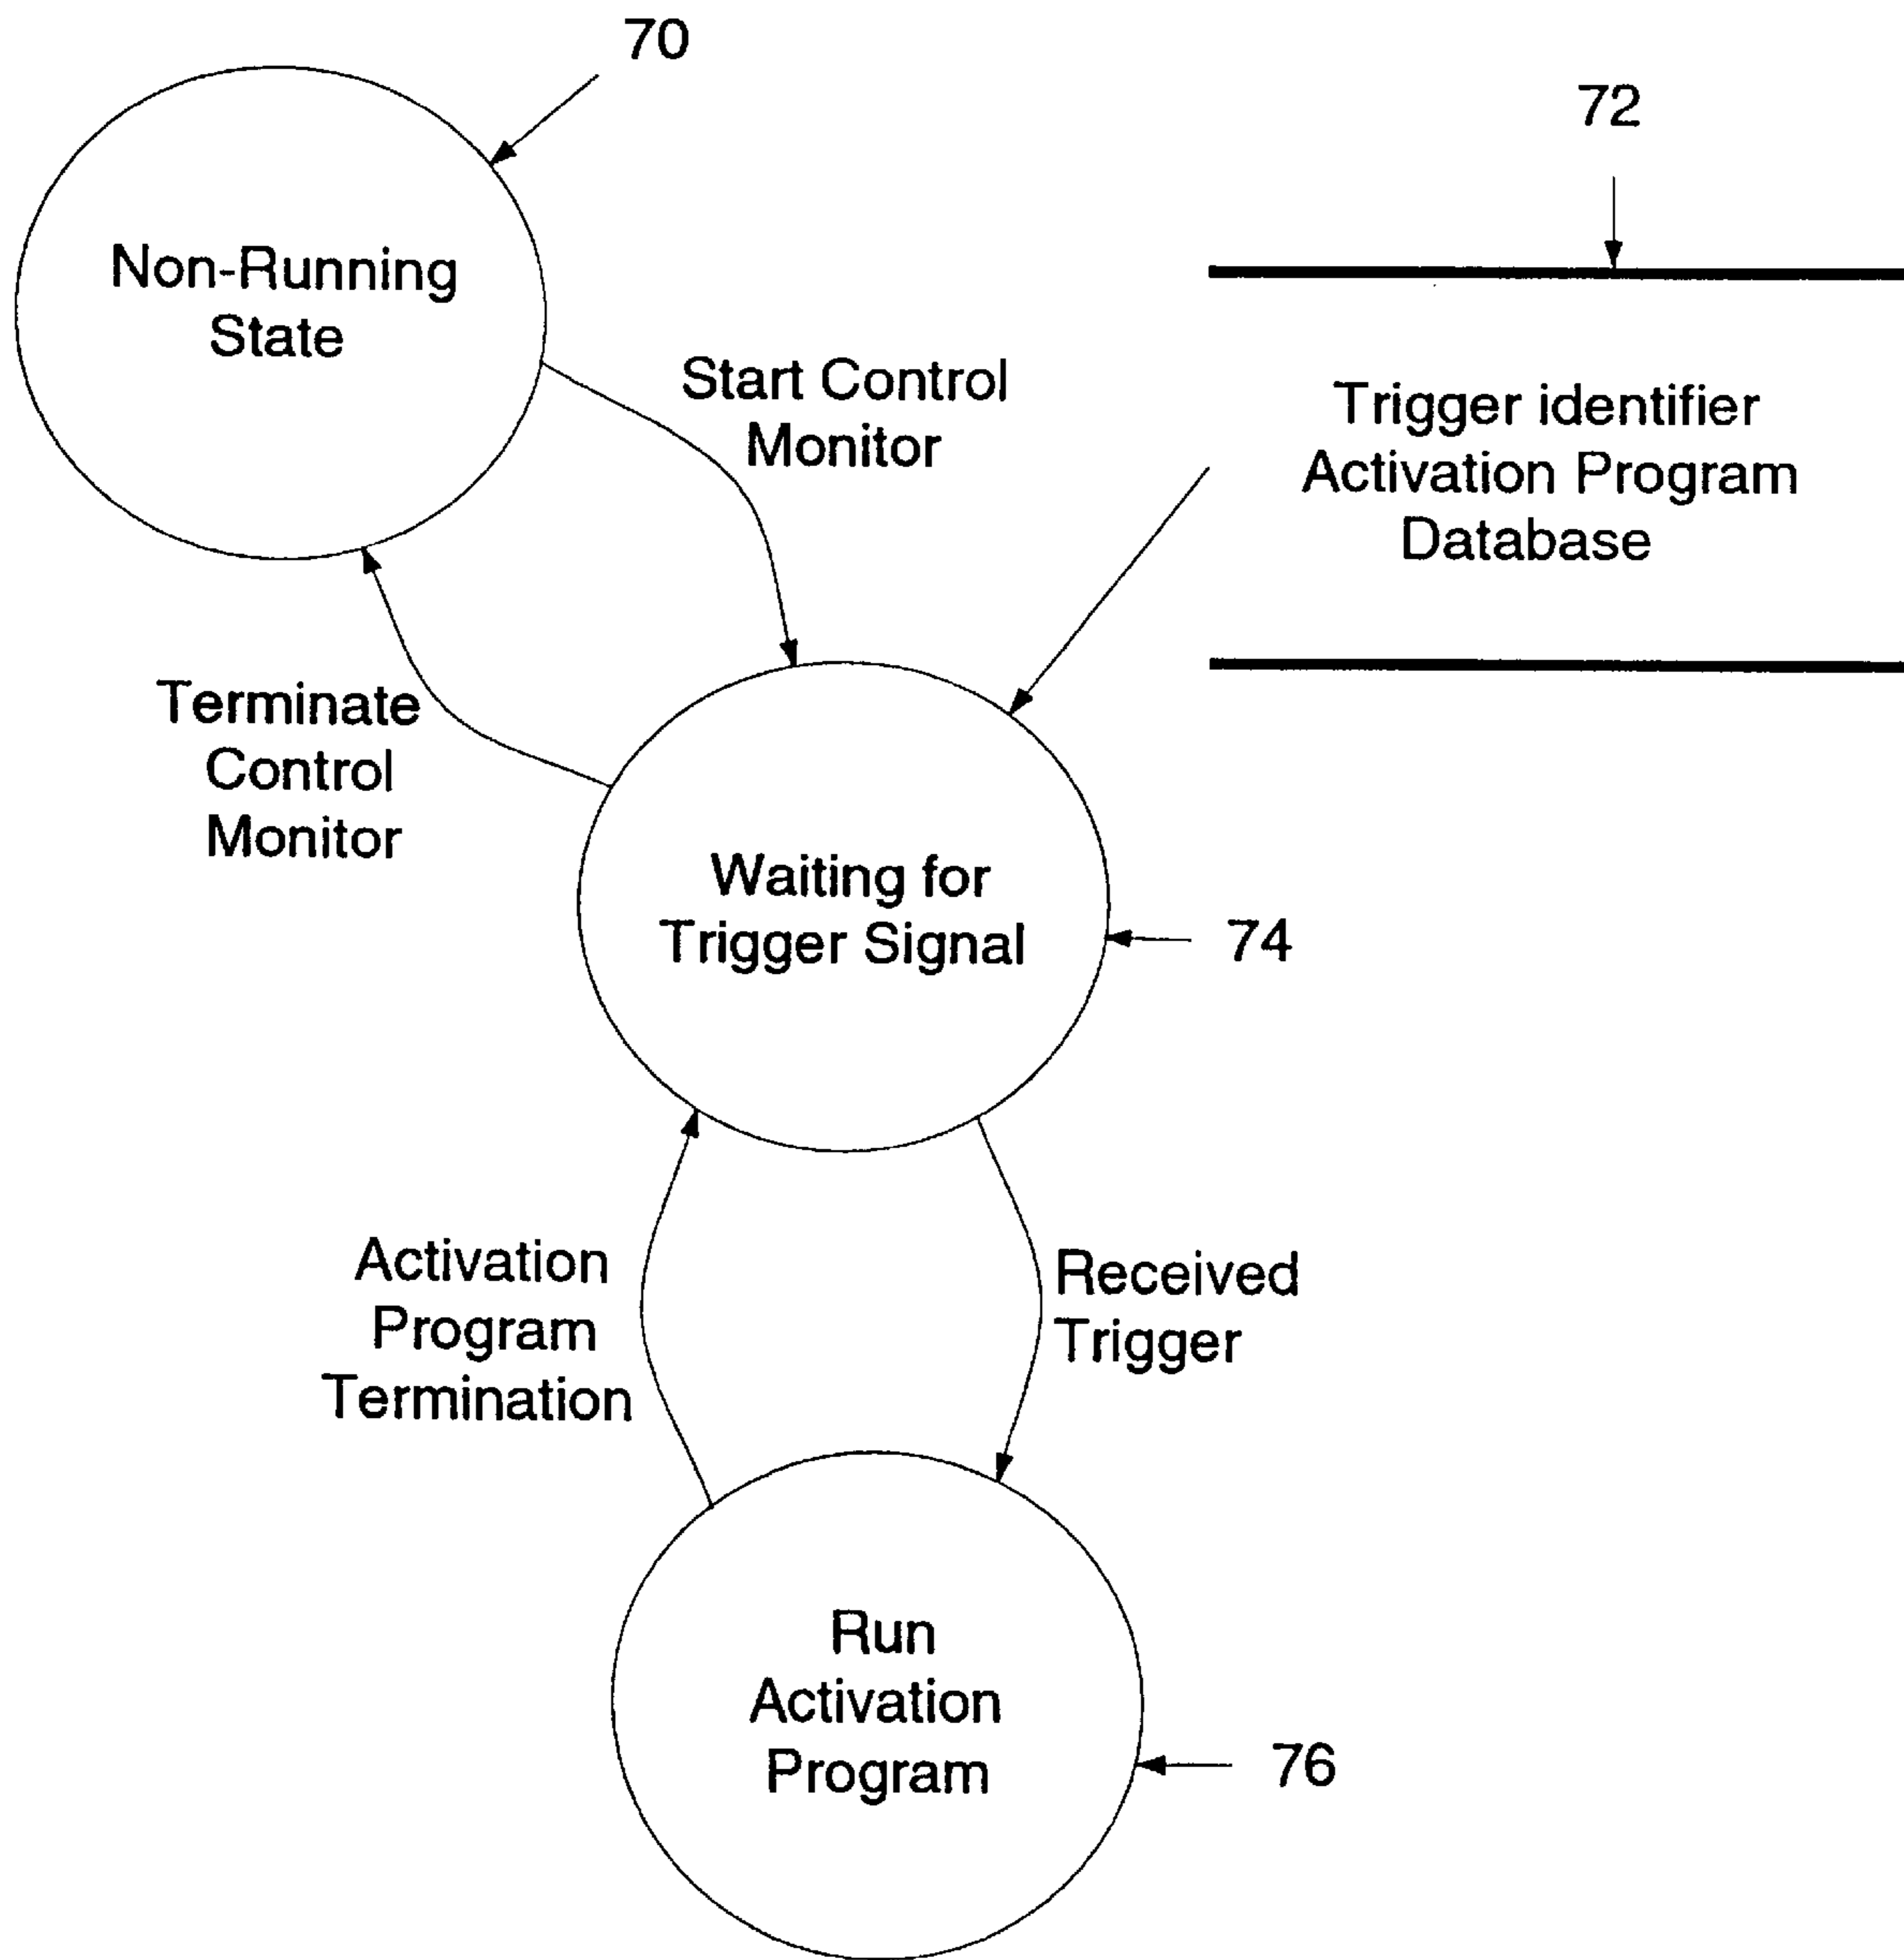 70
72
Non-Running
State
Start Control
Monitor
Trigger identifier
Activation Program
Database
Terminate
Control
Monitor
Waiting for
Trigger Signal
74
Activation
Program
Termination
Received
Trigger
Run
Activation
Program
76